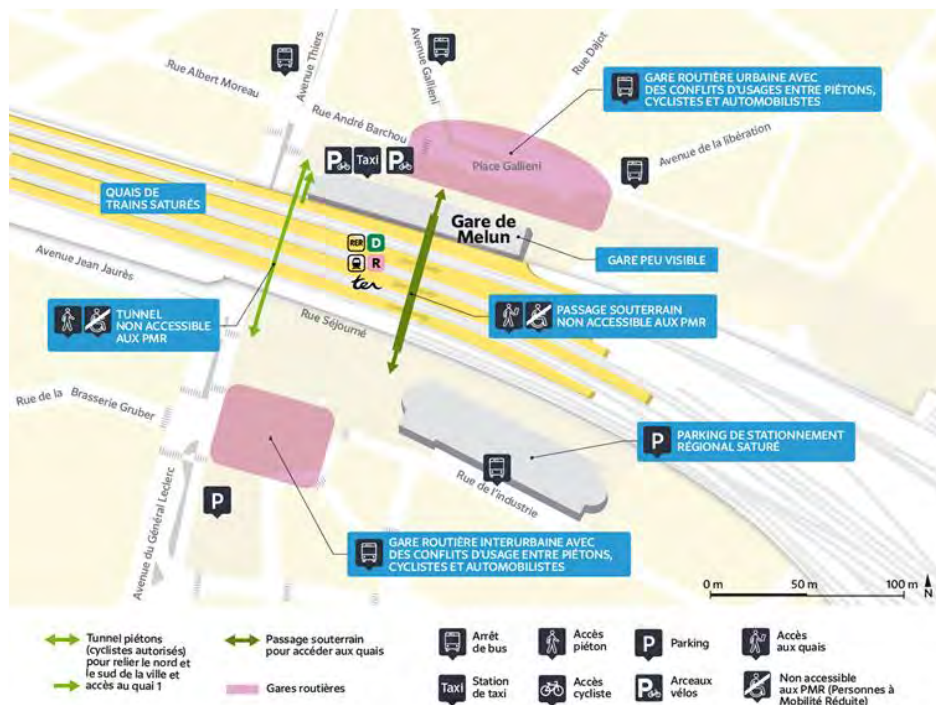 Avenue Thiers
Avenue Gallieni
Rue Dajot
Rue Albert Moreau
GARE ROUTIÈRE URBAINE AVEC
DES CONFLITS D'USAGES ENTRE PIÉTONS,
CYCLISTES ET AUTOMOBILISTES
Rue André Barchou
Avenue de la libération
P Taxi P
Place Gallieni
QUAIS DE
TRAINS SATURÉS
Gare de
Melun
RER D
R
ter
GARE PEU VISIBLE
Avenue Jean Jaurès
TUNNEL
NON ACCESSIBLE
AUX PMR
Rue Séjourné
PASSAGE SOUTERRAIN
NON ACCESSIBLE AUX PMR
Rue de la Brasserie Gruber
P PARKING DE STATIONNEMENT
RÉGIONAL SATURÉ
Rue de l'industrie
P
Avenue du Général Leclerc
GARE ROUTIÈRE INTERURBAINE AVEC
DES CONFLITS D'USAGE ENTRE PIÉTONS,
CYCLISTES ET AUTOMOBILISTES
0 m 50 m 100 m N
Tunnel piétons
(cyclistes autorisés)
pour relier le nord et
le sud de la ville et
accès au quai 1
Passage souterrain
pour accéder aux quais
Gares routières
Arrêt
de bus
Accès
piéton
P Parking
Accès
aux quais
Taxi Station
de taxi
Accès
cycliste
P Arceaux
vélos
Non accessible
aux PMR (Personnes à
Mobilité Réduite)